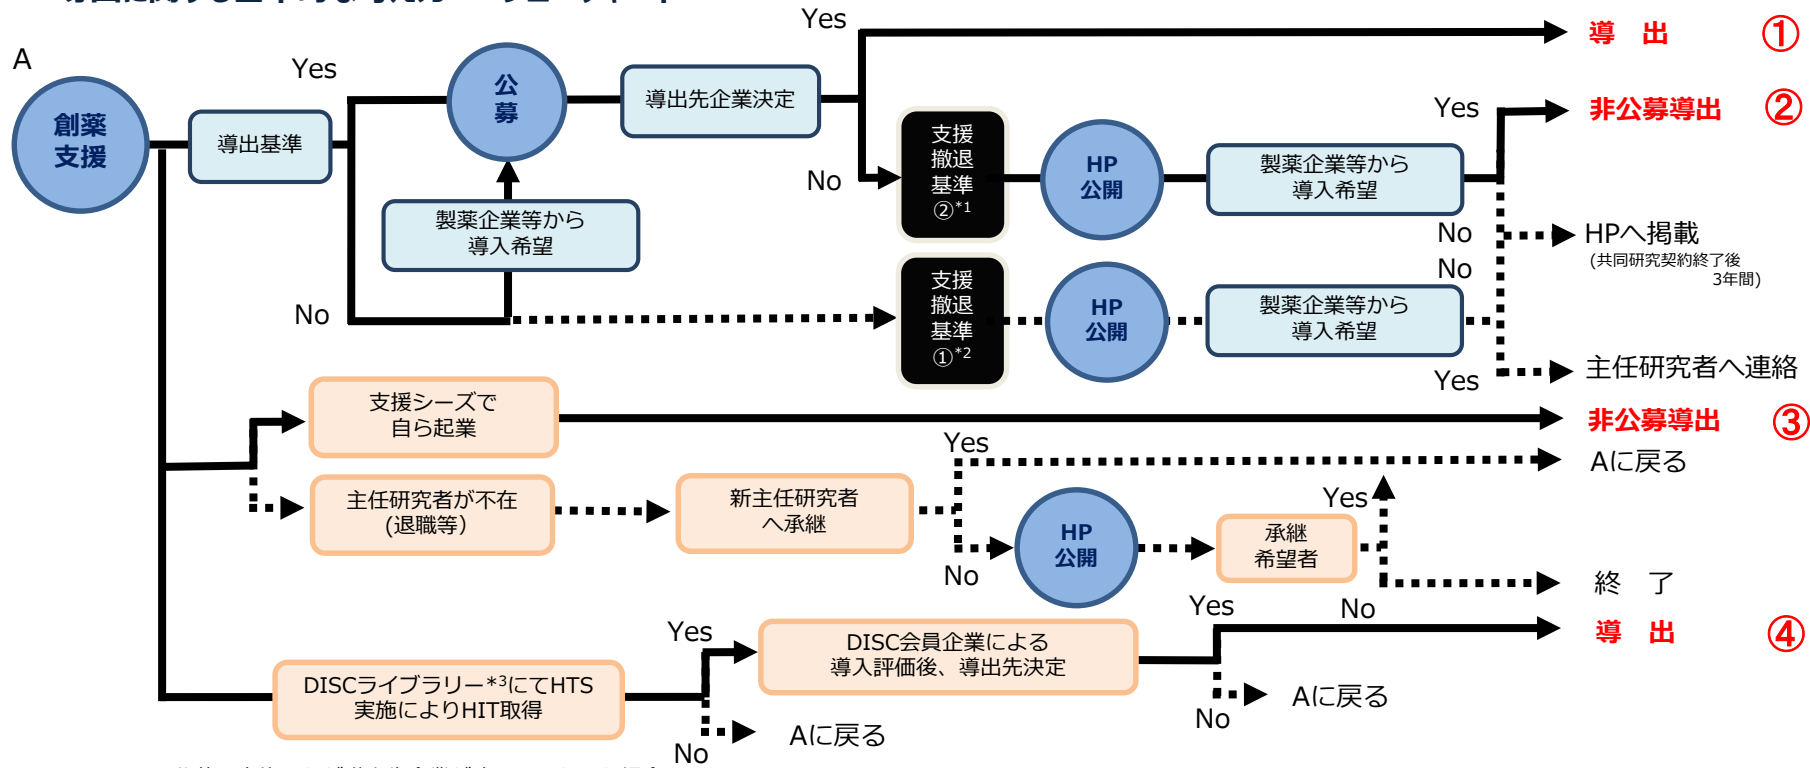 A
創薬
支援
導出基準
Yes
No
公
募
製薬企業等から
導入希望
導出先企業決定
Yes
No
導 出 ①
支援
撤退
基準
②*1
HP
公開
製薬企業等から
導入希望
Yes
No
非公募導出 ②
HPへ掲載
(共同研究契約終了後
3年間)
支援
撤退
基準
①*2
HP
公開
製薬企業等から
導入希望
No
Yes
主任研究者へ連絡
支援シーズで
自ら起業
非公募導出 ③
主任研究者が不在
(退職等)
新主任研究者
へ承継
Yes
No
Aに戻る
HP
公開
承継
希望者
Yes
No
終 了
DISCライブラリー*3にてHTS
実施によりHIT取得
Yes
No
Aに戻る
DISC会員企業による
導入評価後、導出先決定
Yes
No
導 出 ④
Aに戻る